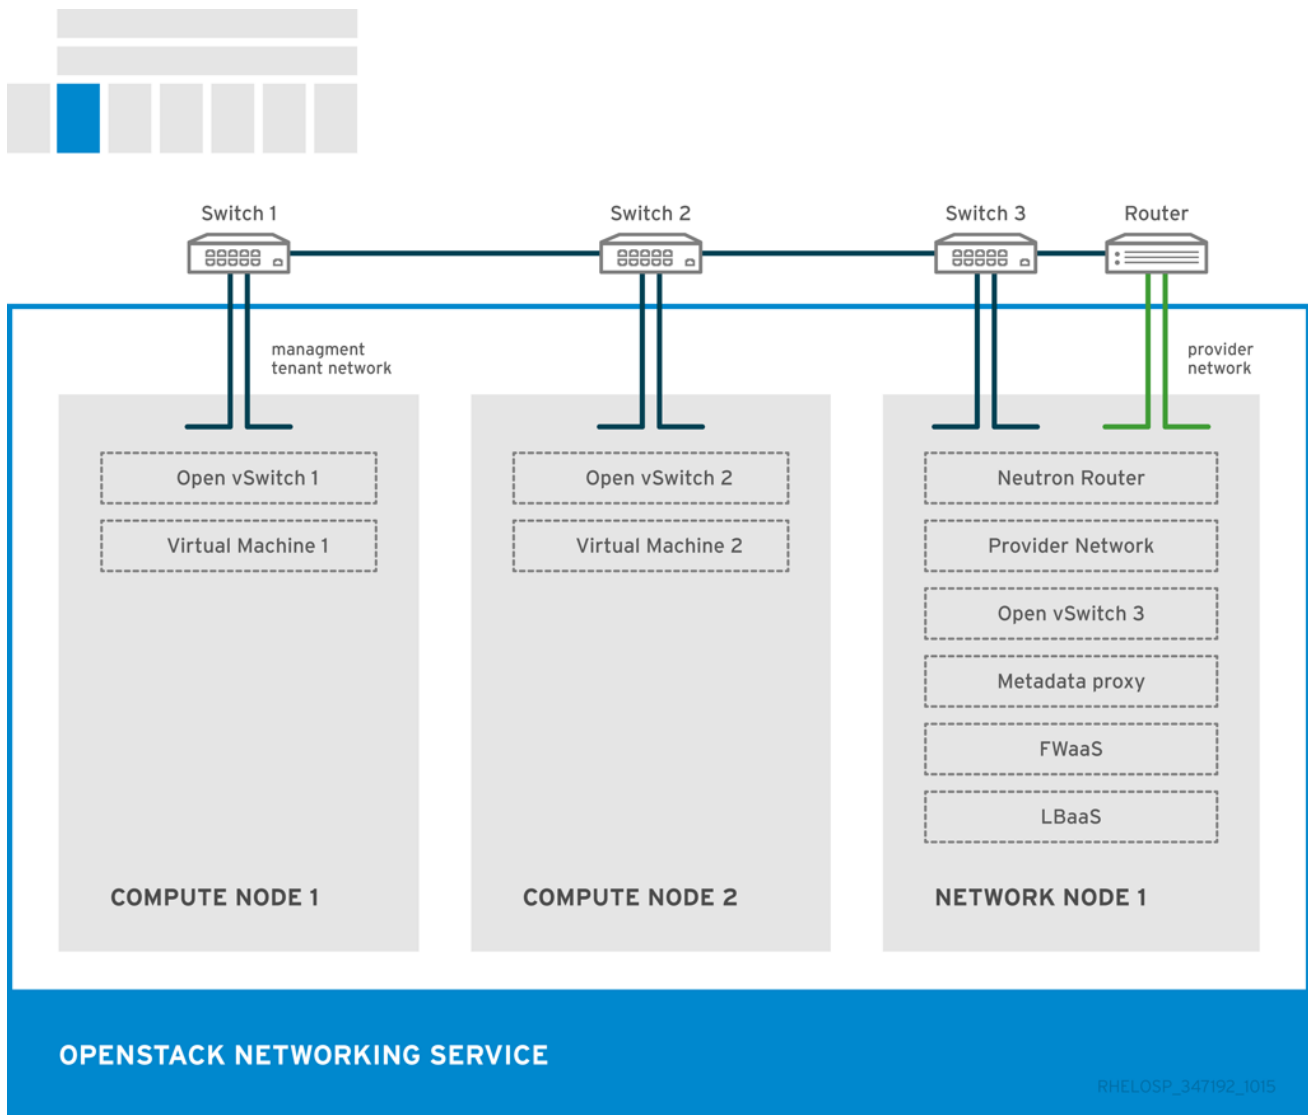 Switch 1
Switch 2
Switch 3
Router
managment
tenant network
provider
network
Open vSwitch 1
Virtual Machine 1
COMPUTE NODE 1
Open vSwitch 2
Virtual Machine 2
COMPUTE NODE 2
Neutron Router
Provider Network
Open vSwitch 3
Metadata proxy
FWaaS
LBaaS
NETWORK NODE 1
OPENSTACK NETWORKING SERVICE
RHELOSP_347192_1015